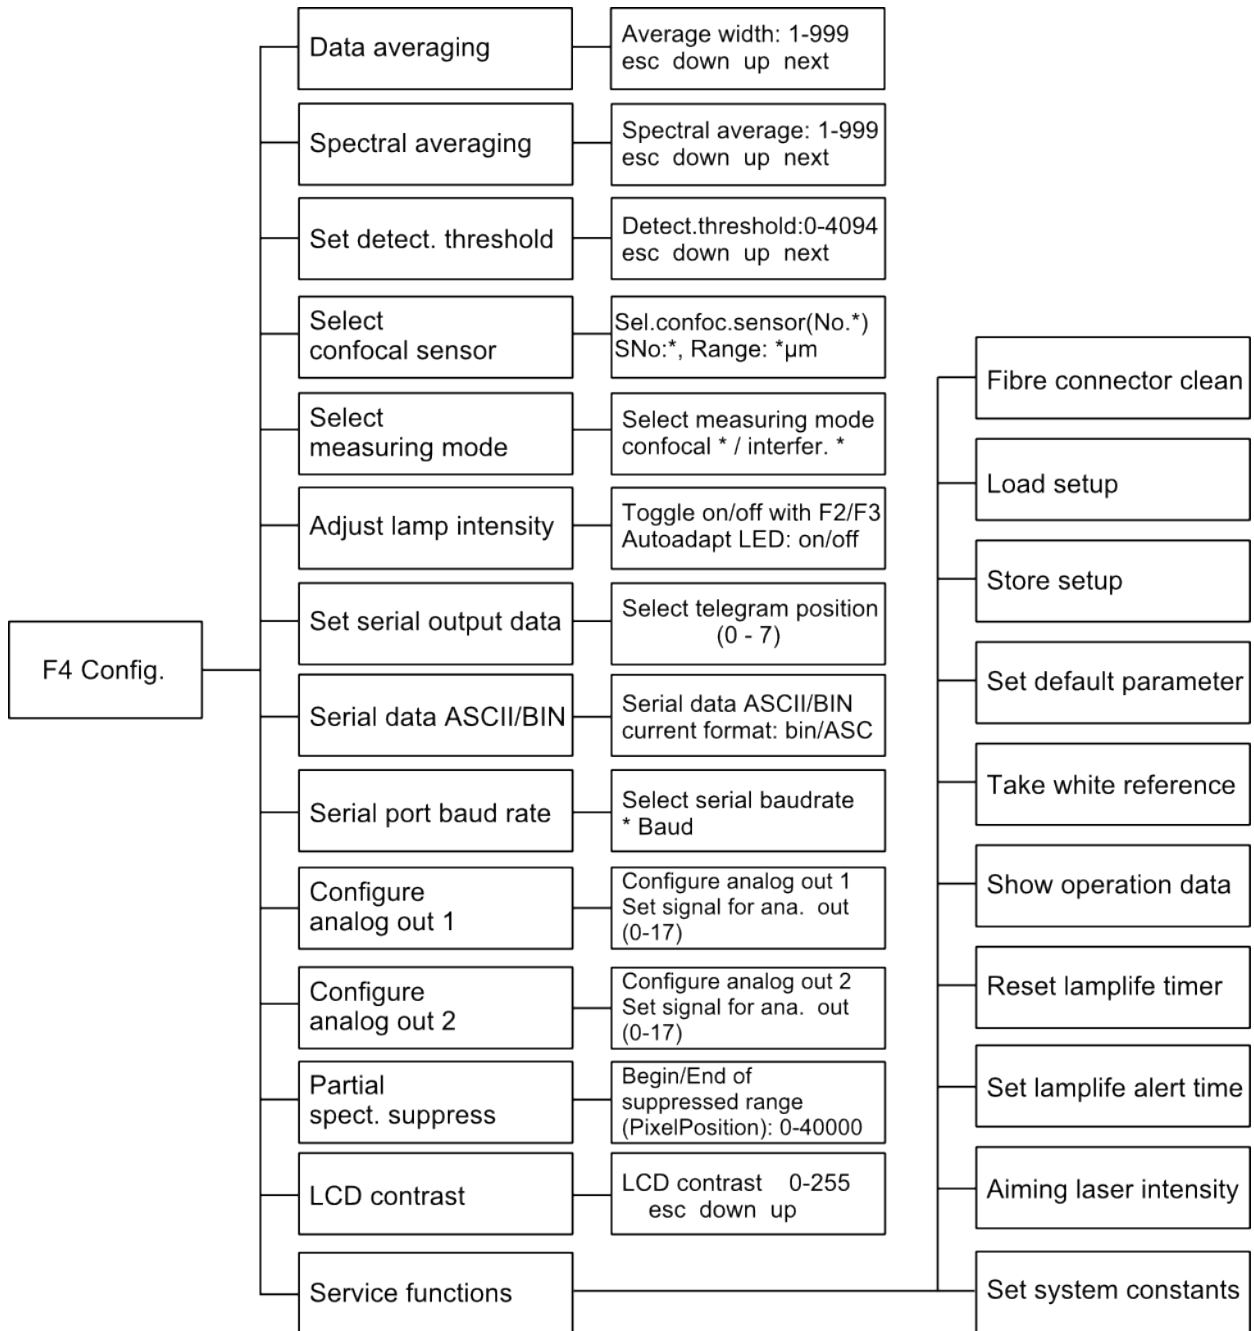 F4 Config.
Data averaging
Average width: 1-999
esc down up next
Spectral averaging
Spectral average: 1-999
esc down up next
Set detect. threshold
Detect.threshold:0-4094
esc down up next
Select
confocal sensor
Sel.confoc.sensor(No.*)
SNo:*, Range: *µm
Select
measuring mode
Select measuring mode
confocal * / interfer. *
Adjust lamp intensity
Toggle on/off with F2/F3
Autoadapt LED: on/off
Set serial output data
Select telegram position
(0 - 7)
Serial data ASCII/BIN
Serial data ASCII/BIN
current format: bin/ASC
Serial port baud rate
Select serial baudrate
* Baud
Configure
analog out 1
Configure analog out 1
Set signal for ana. out
(0-17)
Configure
analog out 2
Configure analog out 2
Set signal for ana. out
(0-17)
Partial
spect. suppress
Begin/End of
suppressed range
(PixelPosition): 0-40000
LCD contrast
LCD contrast 0-255
esc down up
Service functions
Fibre connector clean
Load setup
Store setup
Set default parameter
Take white reference
Show operation data
Reset lamplife timer
Set lamplife alert time
Aiming laser intensity
Set system constants